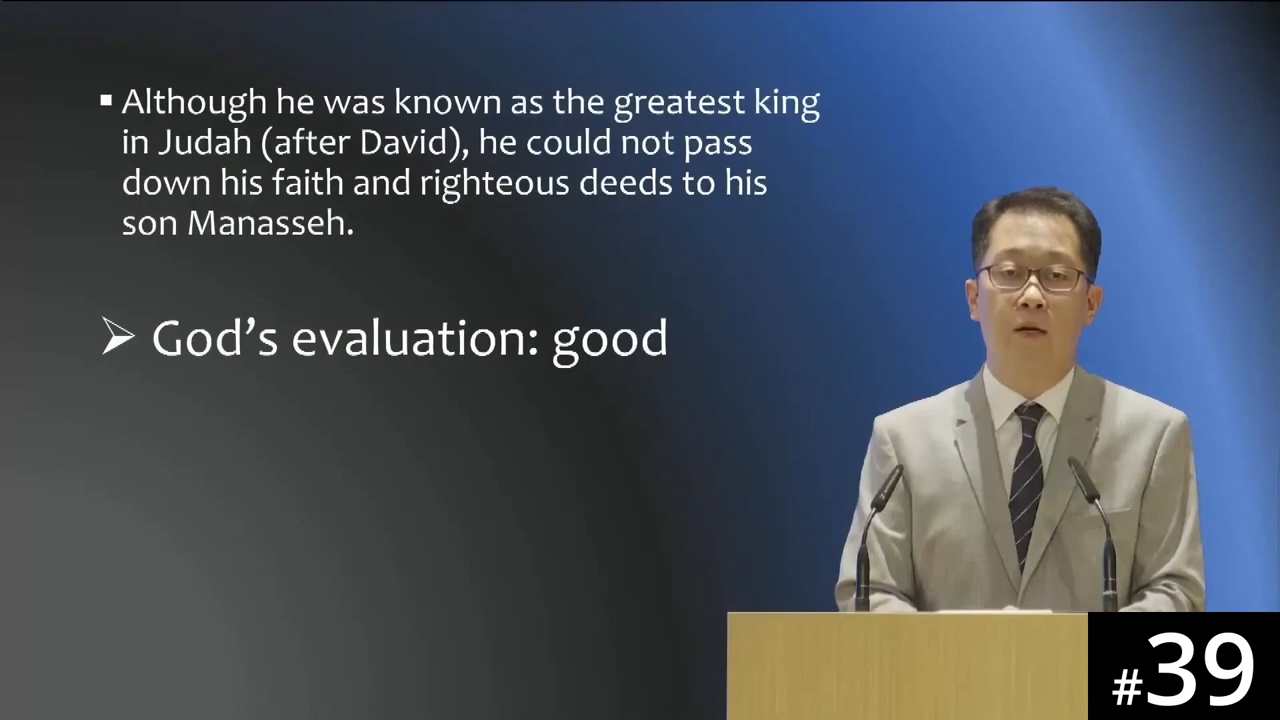 ▪ Although he was known as the greatest king
in Judah (after David), he could not pass
down his faith and righteous deeds to his
son Manasseh.
➢ God’s evaluation: good
#39